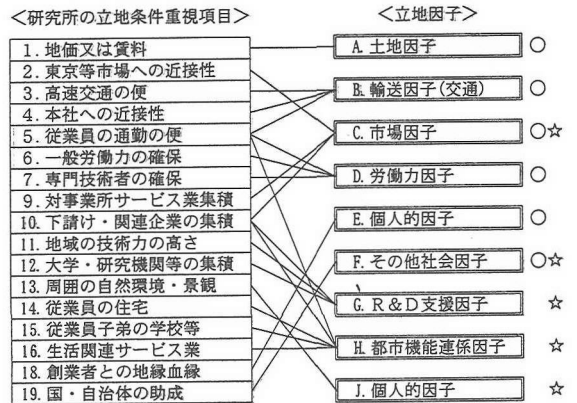 ＜研究所の立地条件重視項目＞
＜立地因子＞
1. 地価又は賃料
2. 東京等市場への近接性
3. 高速交通の便
4. 本社への近接性
5. 従業員の通勤の便
6. 一般労働力の確保
7. 専門技術者の確保
9. 対事業所サービス業集積
10. 下請け・関連企業の集積
11. 地域の技術力の高さ
12. 大学・研究機関等の集積
13. 周囲の自然環境・景観
14. 従業員の住宅
15. 従業員子弟の学校等
16. 生活関連サービス業
18. 創業者との地縁血縁
19. 国・自治体の助成
A. 土地因子 ○
B. 輸送因子(交通) ○
C. 市場因子 ○☆
D. 労働力因子 ○
E. 個人的因子 ○
F. その他社会因子 ○☆
G. R＆D支援因子 ☆
H. 都市機能連係因子 ☆
J. 個人的因子 ☆